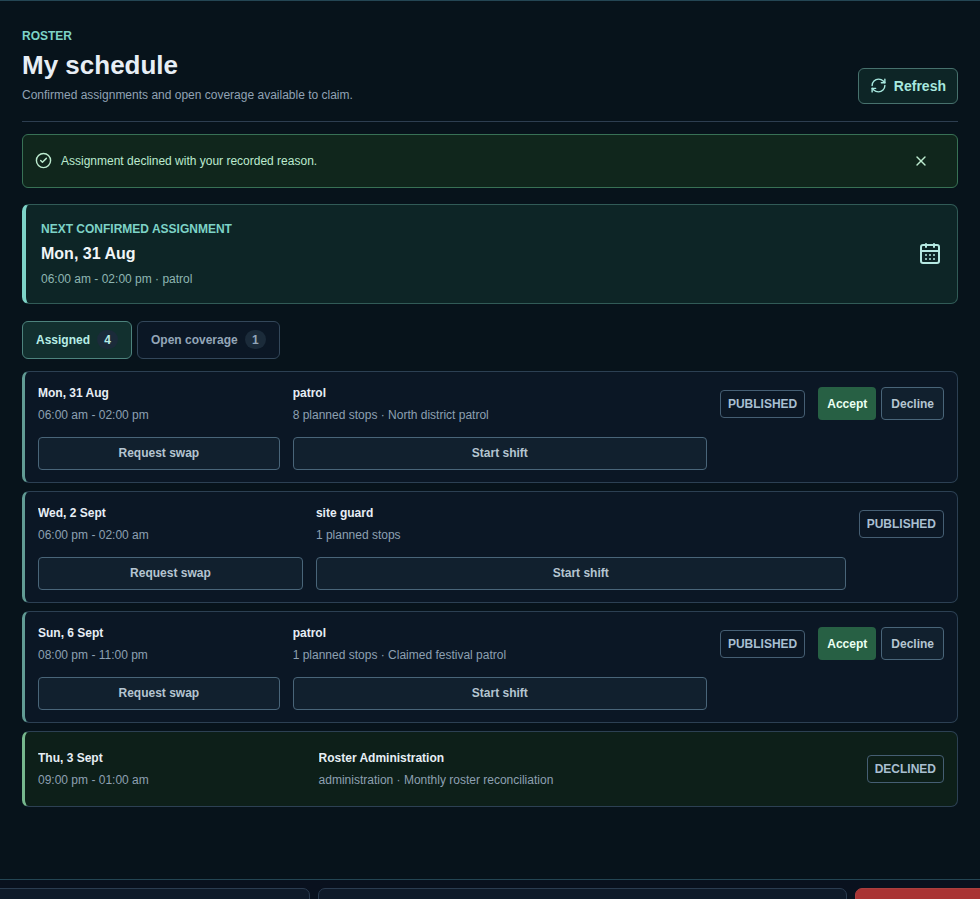 ROSTER
My schedule
Confirmed assignments and open coverage available to claim.
Refresh
Assignment declined with your recorded reason.
NEXT CONFIRMED ASSIGNMENT
Mon, 31 Aug
06:00 am - 02:00 pm · patrol
Assigned 4
Open coverage 1
Mon, 31 Aug
06:00 am - 02:00 pm
patrol
8 planned stops · North district patrol
PUBLISHED
Accept
Decline
Request swap
Start shift
Wed, 2 Sept
06:00 pm - 02:00 am
site guard
1 planned stops
PUBLISHED
Request swap
Start shift
Sun, 6 Sept
08:00 pm - 11:00 pm
patrol
1 planned stops · Claimed festival patrol
PUBLISHED
Accept
Decline
Request swap
Start shift
Thu, 3 Sept
09:00 pm - 01:00 am
Roster Administration
administration · Monthly roster reconciliation
DECLINED